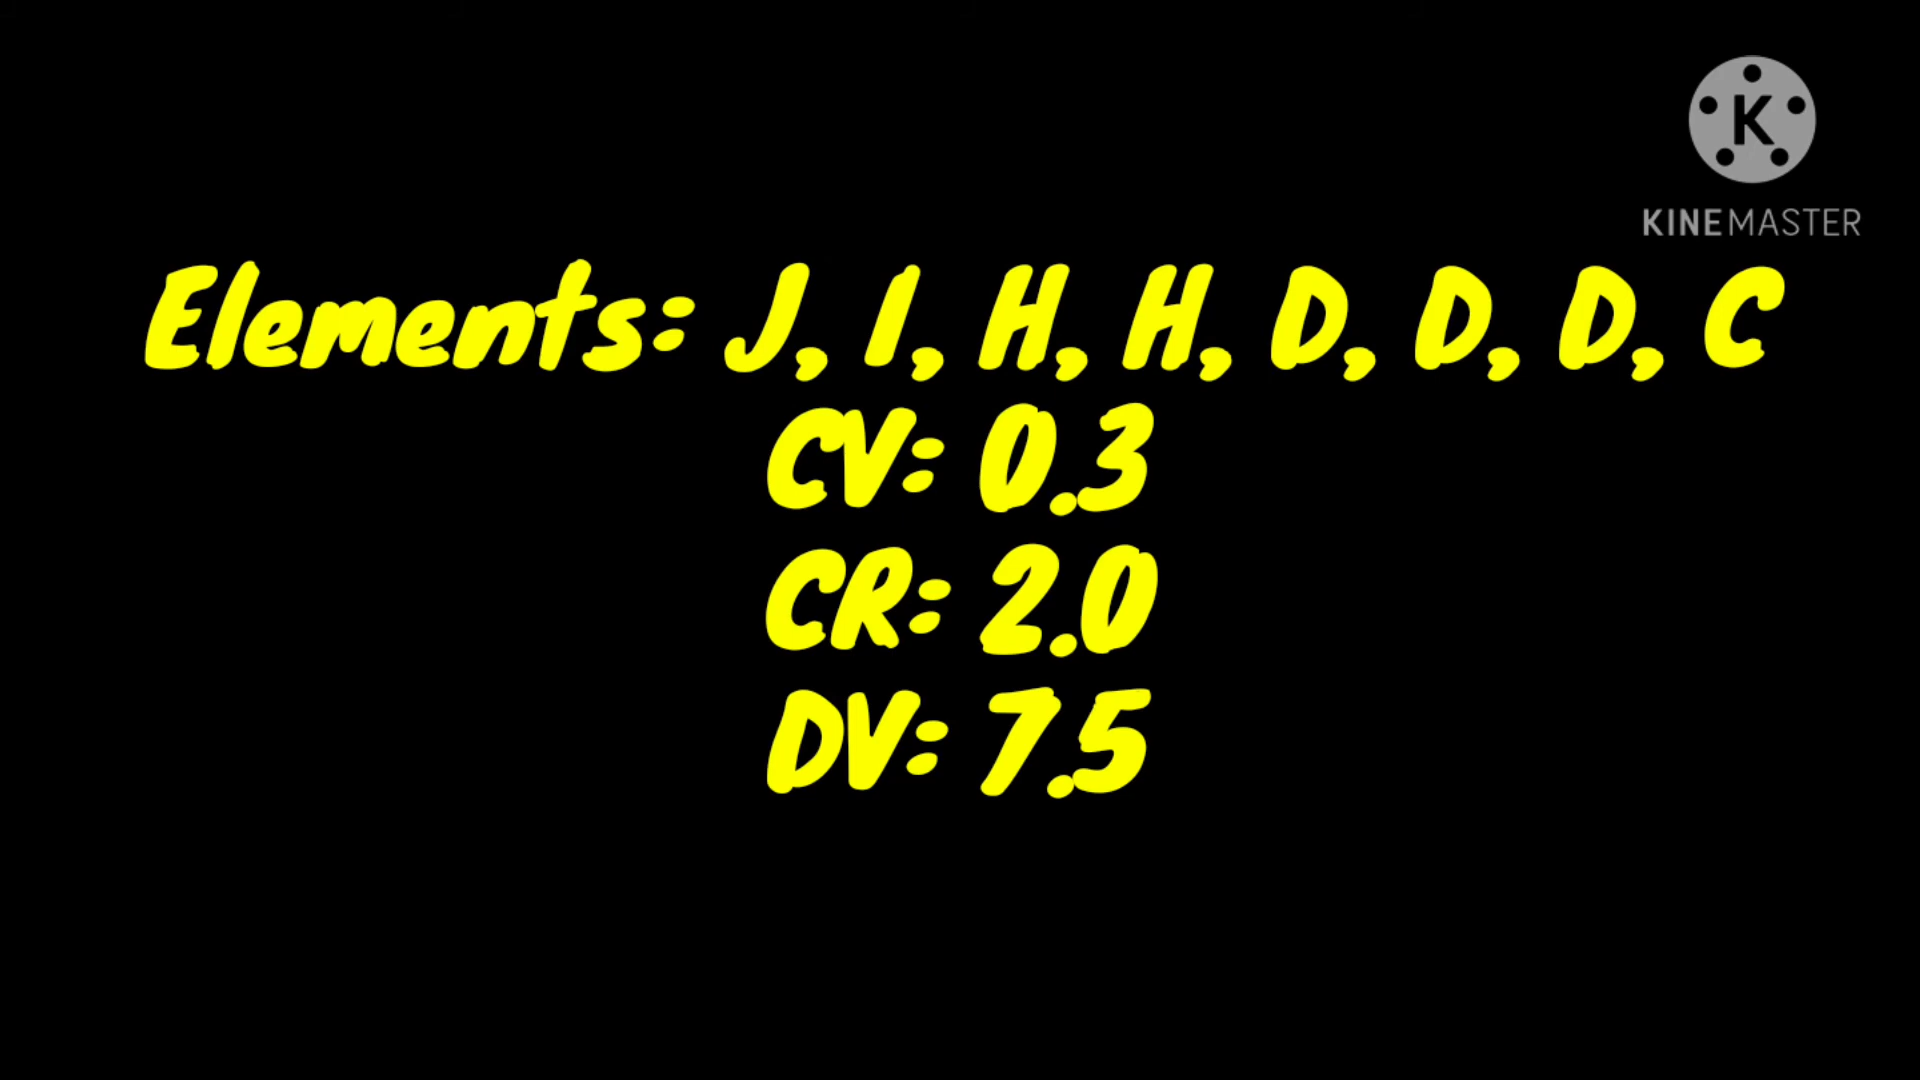 K
KINEMASTER
Elements: J, I, H, H, D, D, D, C
CV: 0.3
CR: 2.0
DV: 7.5